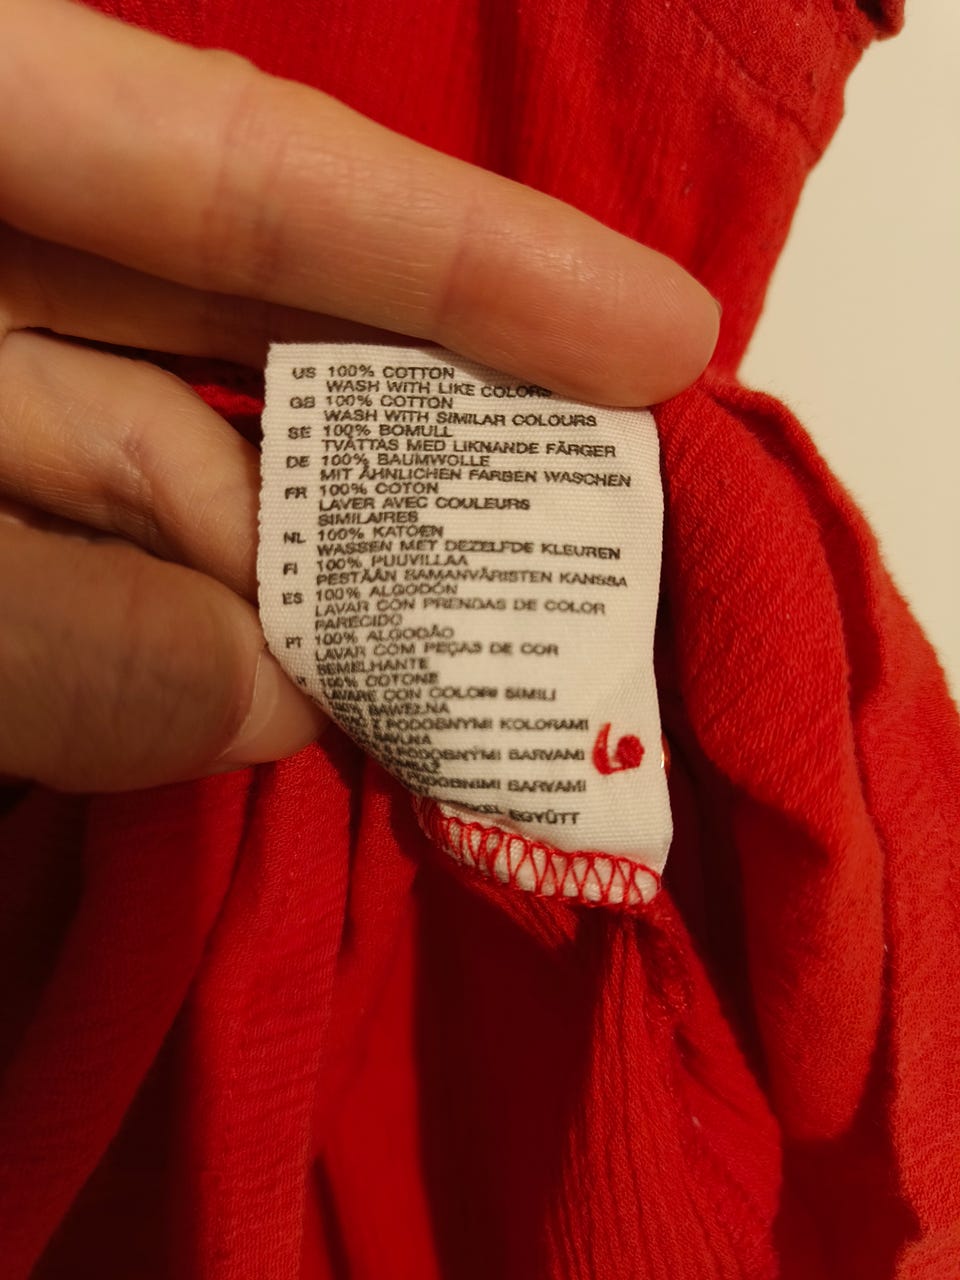 US 100% COTTON
WASH WITH LIKE COLORS
GB 100% COTTON
WASH WITH SIMILAR COLOURS
SE 100% BOMULL
TVÄTTAS MED LIKNANDE FÄRGER
DE 100% BAUMWOLLE
MIT ÄHNLICHEN FARBEN WASCHEN
FR 100% COTON
LAVER AVEC COULEURS
SIMILAIRES
NL 100% KATOEN
WASSEN MET DEZELFDE KLEUREN
FI 100% PUUVILLAA
PESTÄÄN SAMANVÄRISTEN KANSSA
ES 100% ALGODÓN
LAVAR CON PRENDAS DE COLOR
PARECIDO
PT 100% ALGODÃO
LAVAR COM PEÇAS DE COR
SEMELHANTE
100% COTONE
LAVARE CON COLORI SIMILI
BAWEŁNA
Z PODOBNYMI KOLORAMI
BAVLNA
S PODOBNÝMI BARVAMI
PODOBNIMI BARVAMI
EGYÜTT